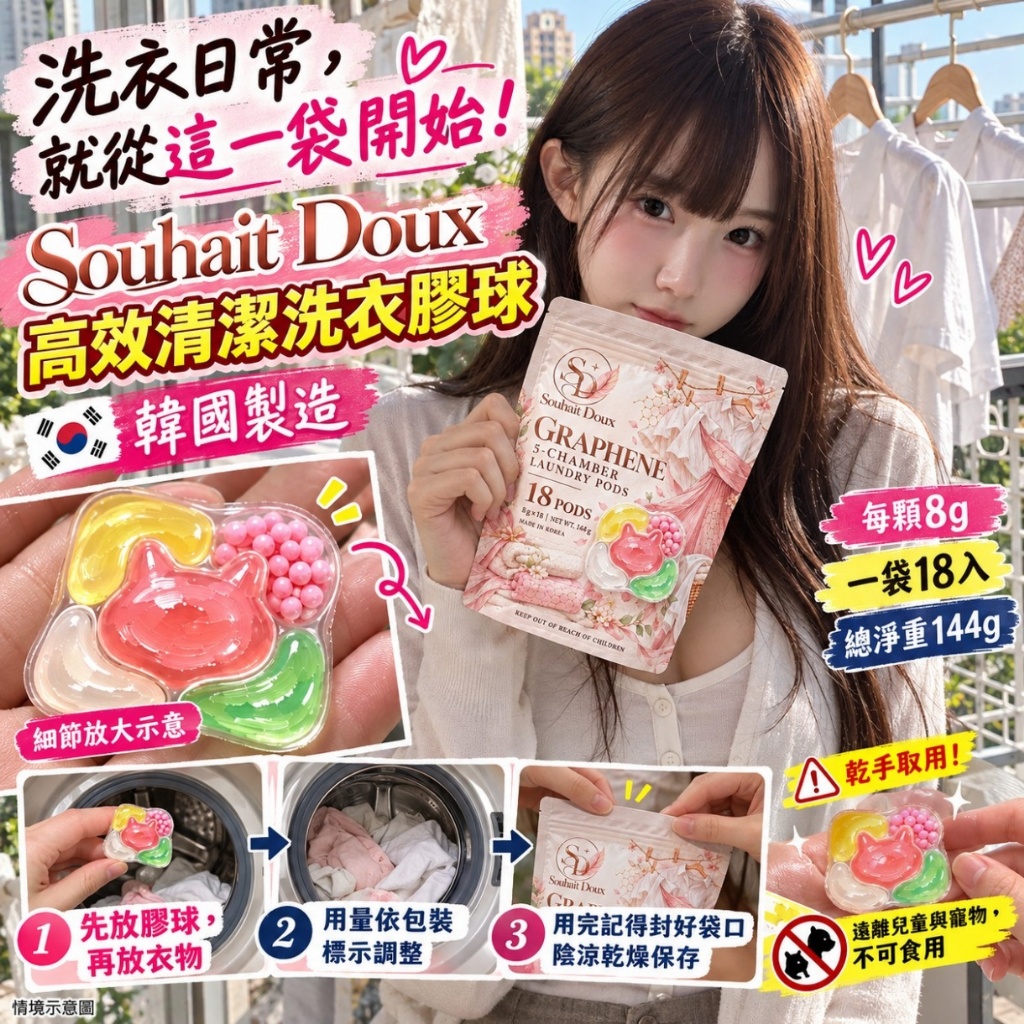 洗衣日常，
就從這一袋開始！
Souhait Doux
高效清潔洗衣膠球
韓國製造
SD
Souhait Doux
GRAPHENE
5-CHAMBER
LAUNDRY PODS
18 PODS
8g×18 | NET WT. 144g
MADE IN KOREA
KEEP OUT OF REACH OF CHILDREN
每顆8g
一袋18入
總淨重144g
細節放大示意
乾手取用！
1 先放膠球，
再放衣物
2 用量依包裝
標示調整
SD
Souhait Doux
3 用完記得封好袋口
陰涼乾燥保存
遠離兒童與寵物，
不可食用
情境示意圖